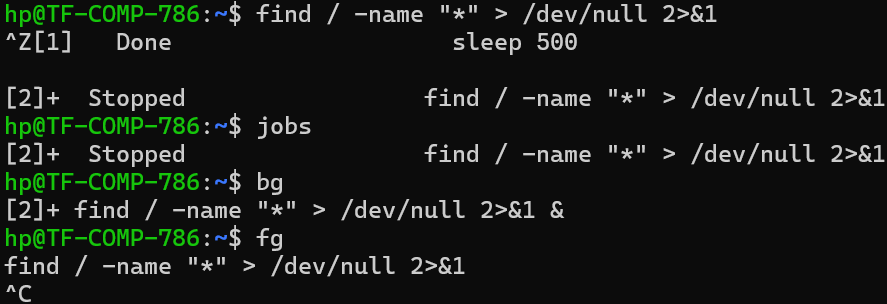 hp@TF-COMP-786:~$ find / -name "*" > /dev/null 2>&1
^Z[1]   Done                    sleep 500

[2]+  Stopped                 find / -name "*" > /dev/null 2>&1
hp@TF-COMP-786:~$ jobs
[2]+  Stopped                 find / -name "*" > /dev/null 2>&1
hp@TF-COMP-786:~$ bg
[2]+ find / -name "*" > /dev/null 2>&1 &
hp@TF-COMP-786:~$ fg
find / -name "*" > /dev/null 2>&1
^C